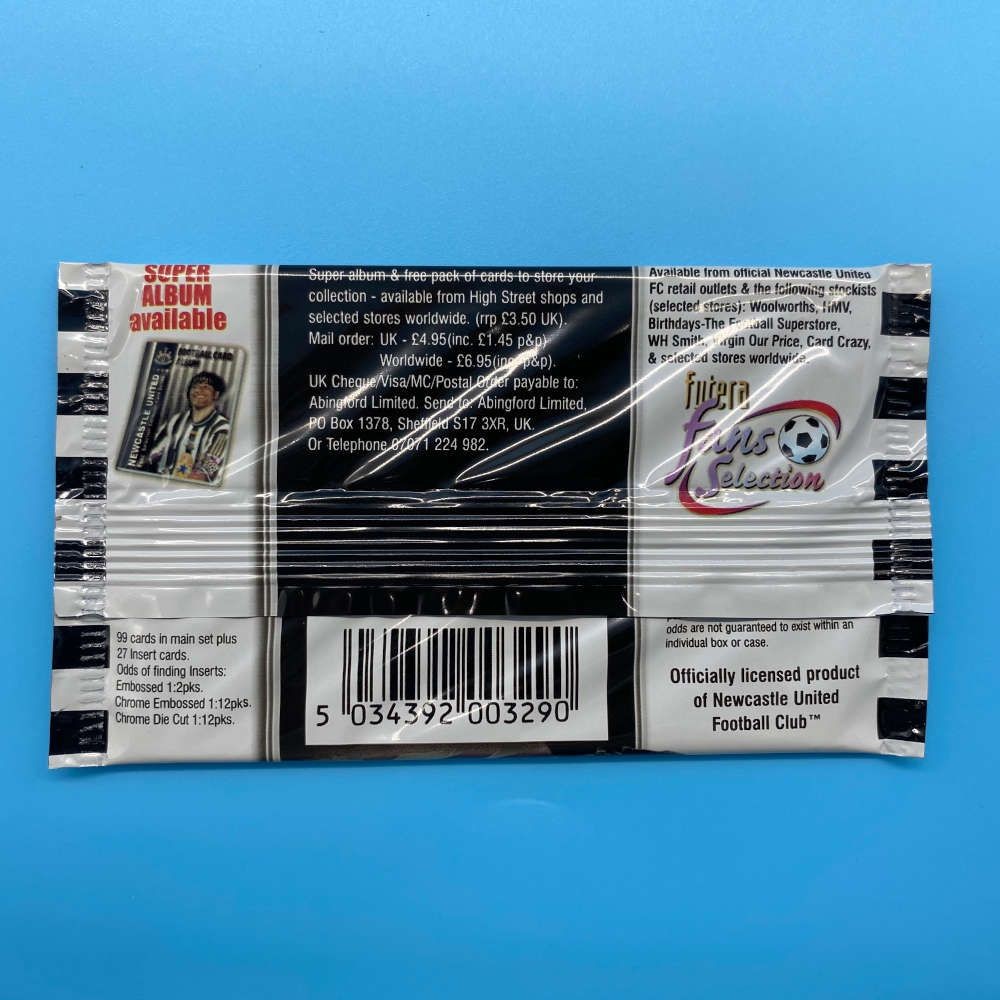 SUPER
ALBUM
available
NEWCASTLE UNITED
Super album & free pack of cards to store your
collection - available from High Street shops and
selected stores worldwide. (rrp £3.50 UK).
Mail order: UK - £4.95(inc. £1.45 p&p)
Worldwide - £6.95(inc. p&p).
UK Cheque/Visa/MC/Postal Order payable to:
Abingford Limited. Send to: Abingford Limited,
PO Box 1378, Sheffield S17 3XR, UK.
Or Telephone 07071 224 982.
Available from official Newcastle United
FC retail outlets & the following stockists
(selected stores): Woolworths, HMV,
Birthdays-The Football Superstore,
WH Smith, Virgin Our Price, Card Crazy,
& selected stores worldwide.
futera
Fans
Selection
99 cards in main set plus
27 Insert cards.
Odds of finding Inserts:
Embossed 1:2pks.
Chrome Embossed 1:12pks.
Chrome Die Cut 1:12pks.
5 034392 003290
odds are not guaranteed to exist within an
individual box or case.
Officially licensed product
of Newcastle United
Football Club™